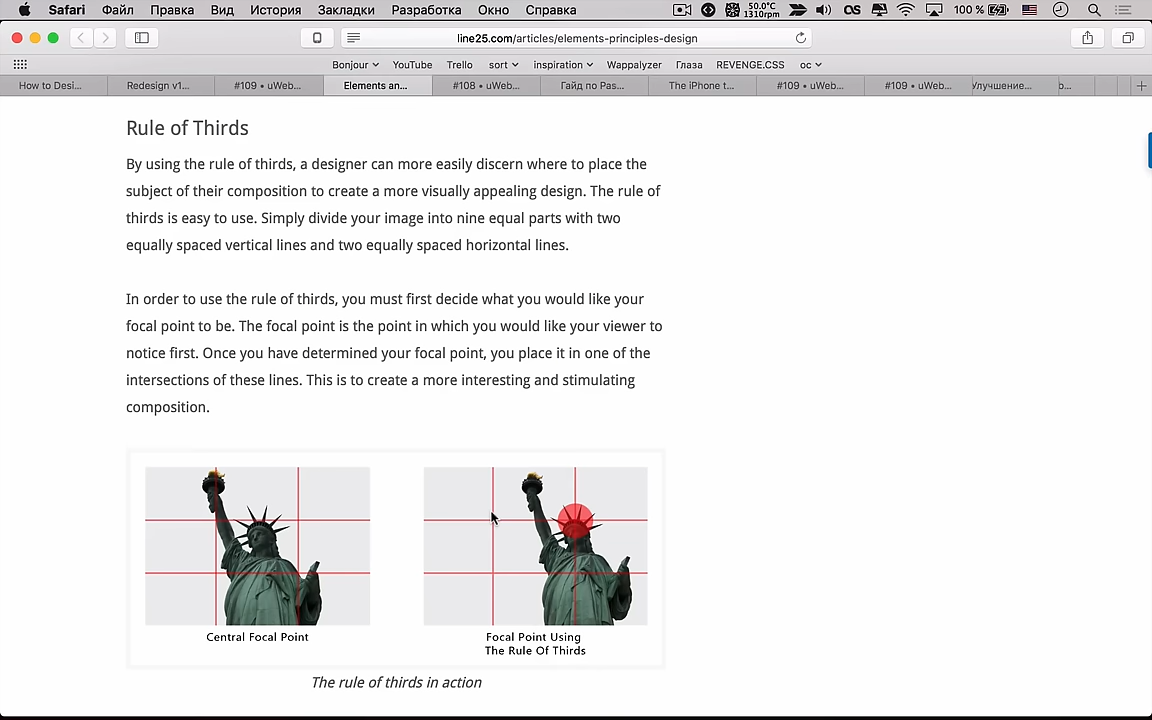 Safari Файл Правка Вид История Закладки Разработка Окно Справка 50.0°C 1310rpm 100 %
line25.com/articles/elements-principles-design
Bonjour YouTube Trello sort inspiration Wappalyzer Глаза REVENGE.CSS ос
How to Desi... Redesign v1... #109 • uWeb... Elements an... #108 • uWeb... Гайд по Pas... The iPhone t... #109 • uWeb... #109 • uWeb... Улучшение... b...
Rule of Thirds
By using the rule of thirds, a designer can more easily discern where to place the
subject of their composition to create a more visually appealing design. The rule of
thirds is easy to use. Simply divide your image into nine equal parts with two
equally spaced vertical lines and two equally spaced horizontal lines.
In order to use the rule of thirds, you must first decide what you would like your
focal point to be. The focal point is the point in which you would like your viewer to
notice first. Once you have determined your focal point, you place it in one of the
intersections of these lines. This is to create a more interesting and stimulating
composition.
Central Focal Point
Focal Point Using
The Rule Of Thirds
The rule of thirds in action